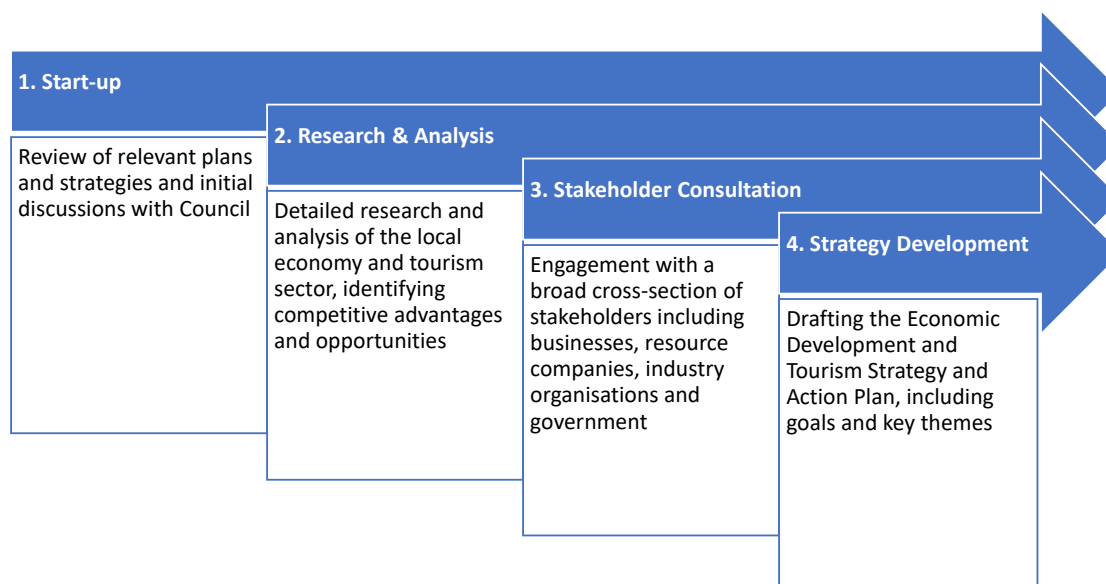 1. Start-up
Review of relevant plans
and strategies and initial
discussions with Council
2. Research & Analysis
Detailed research and
analysis of the local
economy and tourism
sector, identifying
competitive advantages
and opportunities
3. Stakeholder Consultation
Engagement with a
broad cross-section of
stakeholders including
businesses, resource
companies, industry
organisations and
government
4. Strategy Development
Drafting the Economic
Development and
Tourism Strategy and
Action Plan, including
goals and key themes